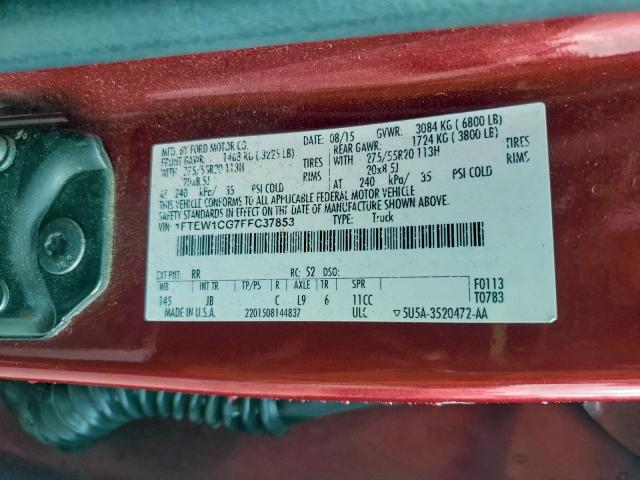 MFD. BY FORD MOTOR CO.
08/15 GVWR: 3084 KG ( 6800 LB)
FRONT GAWR: 1463 KG ( 3225 LB) REAR GAWR: 1724 KG ( 3800 LB)
WITH 275/55R20 113H TIRES WITH 275/55R20 113H TIRES
20x8.5J RIMS 20x8.5J RIMS
AT 240 kPa/ 35 PSI COLD AT 240 kPa/ 35 PSI COLD
THIS VEHICLE CONFORMS TO ALL APPLICABLE FEDERAL MOTOR VEHICLE
SAFETY STANDARDS IN EFFECT ON THE DATE OF MANUFACTURE SHOWN ABOVE.
VIN: 1FTEW1CG7FFC37853 TYPE: Truck
EXT PNT: RR RC: 52 DSO:
WB INT TR TP/PS R AXLE TR SPR
145 JB C L9 6 11CC
F0113
T0783
MADE IN U.S.A. 2201508144837 ULC ▽5U5A-3520472-AA